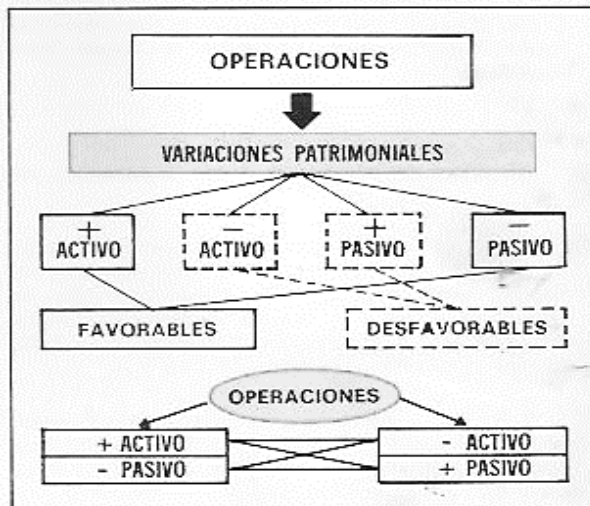 OPERACIONES
VARIACIONES PATRIMONIALES
+ − + −
ACTIVO ACTIVO PASIVO PASIVO
FAVORABLES DESFAVORABLES
OPERACIONES
+ ACTIVO - ACTIVO
- PASIVO + PASIVO